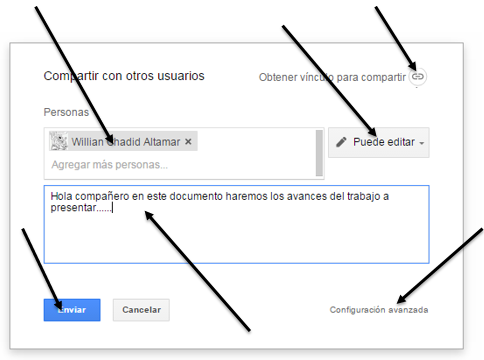 Compartir con otros usuarios
Obtener vínculo para compartir
Personas
Willian Chadid Altamar ×
Puede editar
Agregar más personas...
Hola compañero en este documento haremos los avances del trabajo a
presentar......
Enviar
Cancelar
Configuración avanzada